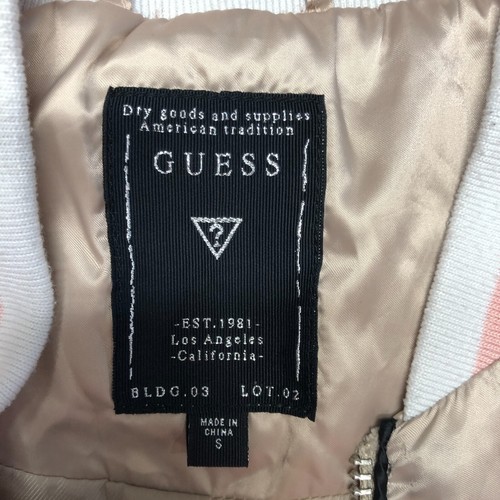 Dry goods and supplies
American tradition
GUESS
?
-EST.1981-
Los Angeles
-California-
BLDG.03 LOT.02
MADE IN
CHINA
S